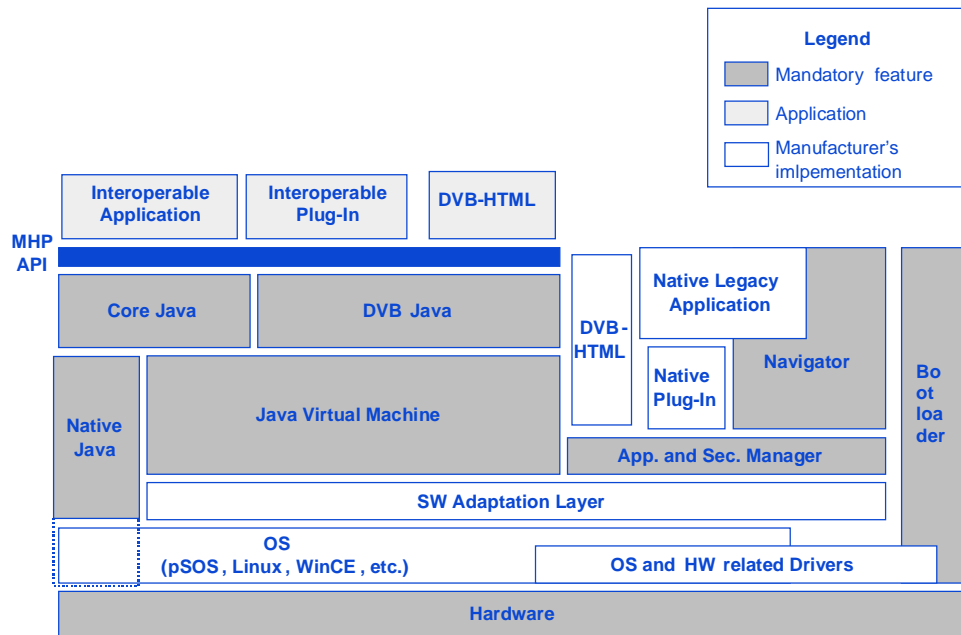 Legend
Mandatory feature
Application
Manufacturer's
imlpementation
Interoperable
Application
Interoperable
Plug-In
DVB-HTML
MHP
API
Core Java
DVB Java
DVB-
HTML
Native Legacy
Application
Navigator
Native
Plug-In
Bo
ot
loa
der
Native
Java
Java Virtual Machine
App. and Sec. Manager
SW Adaptation Layer
OS
(pSOS, Linux, WinCE, etc.)
OS and HW related Drivers
Hardware